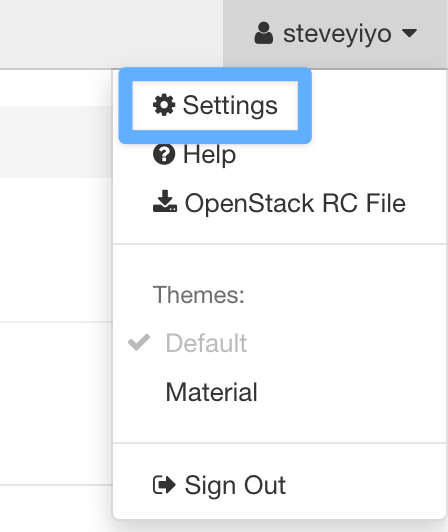 steveyiyo
Settings
Help
OpenStack RC File
Themes:
Default
Material
Sign Out